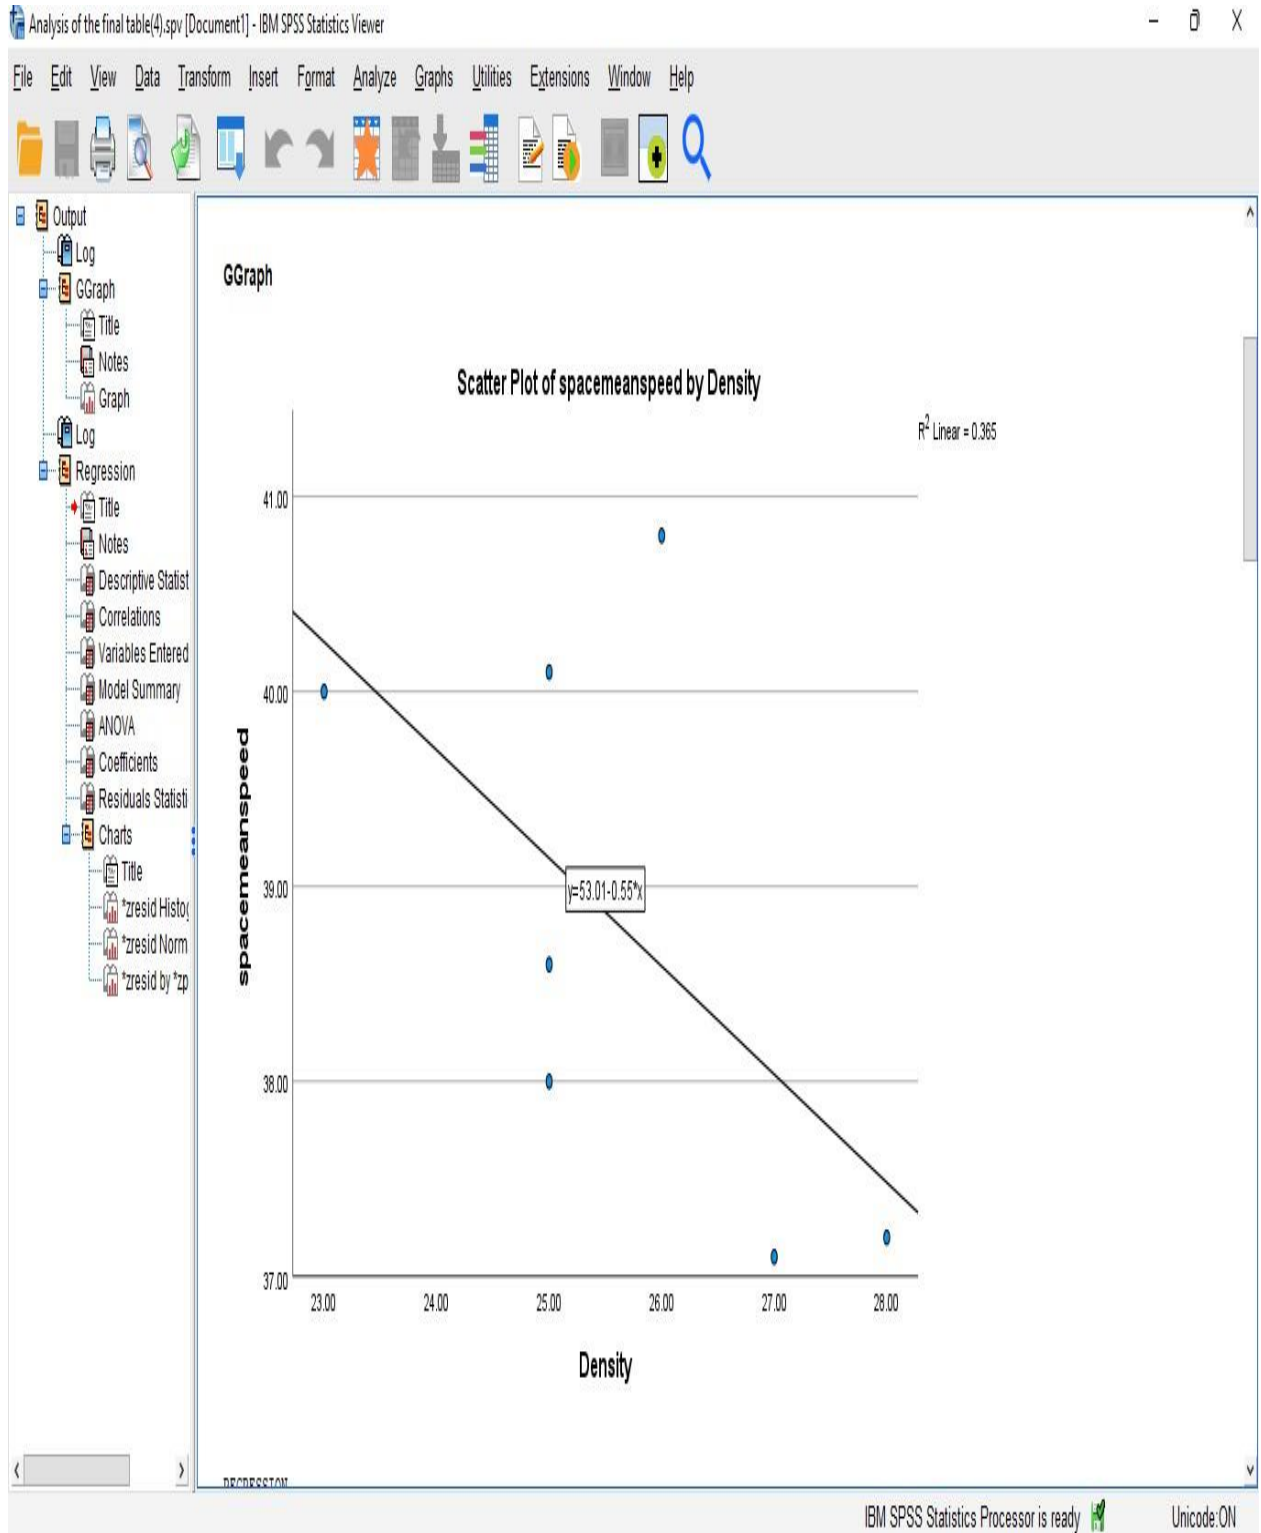 Analysis of the final table(4).spv [Document1] - IBM SPSS Statistics Viewer
File Edit View Data Transform Insert Format Analyze Graphs Utilities Extensions Window Help
Output
Log
GGraph
Title
Notes
Graph
Log
Regression
Title
Notes
Descriptive Statist
Correlations
Variables Entered
Model Summary
ANOVA
Coefficients
Residuals Statisti
Charts
Title
*zresid Histog
*zresid Norm
*zresid by *zp
GGraph
Scatter Plot of spacemeanspeed by Density
R² Linear = 0.365
41.00
40.00
39.00
38.00
37.00
spacemeanspeed
y=53.01-0.55*x
23.00 24.00 25.00 26.00 27.00 28.00
Density
REGRESSION
IBM SPSS Statistics Processor is ready Unicode:ON